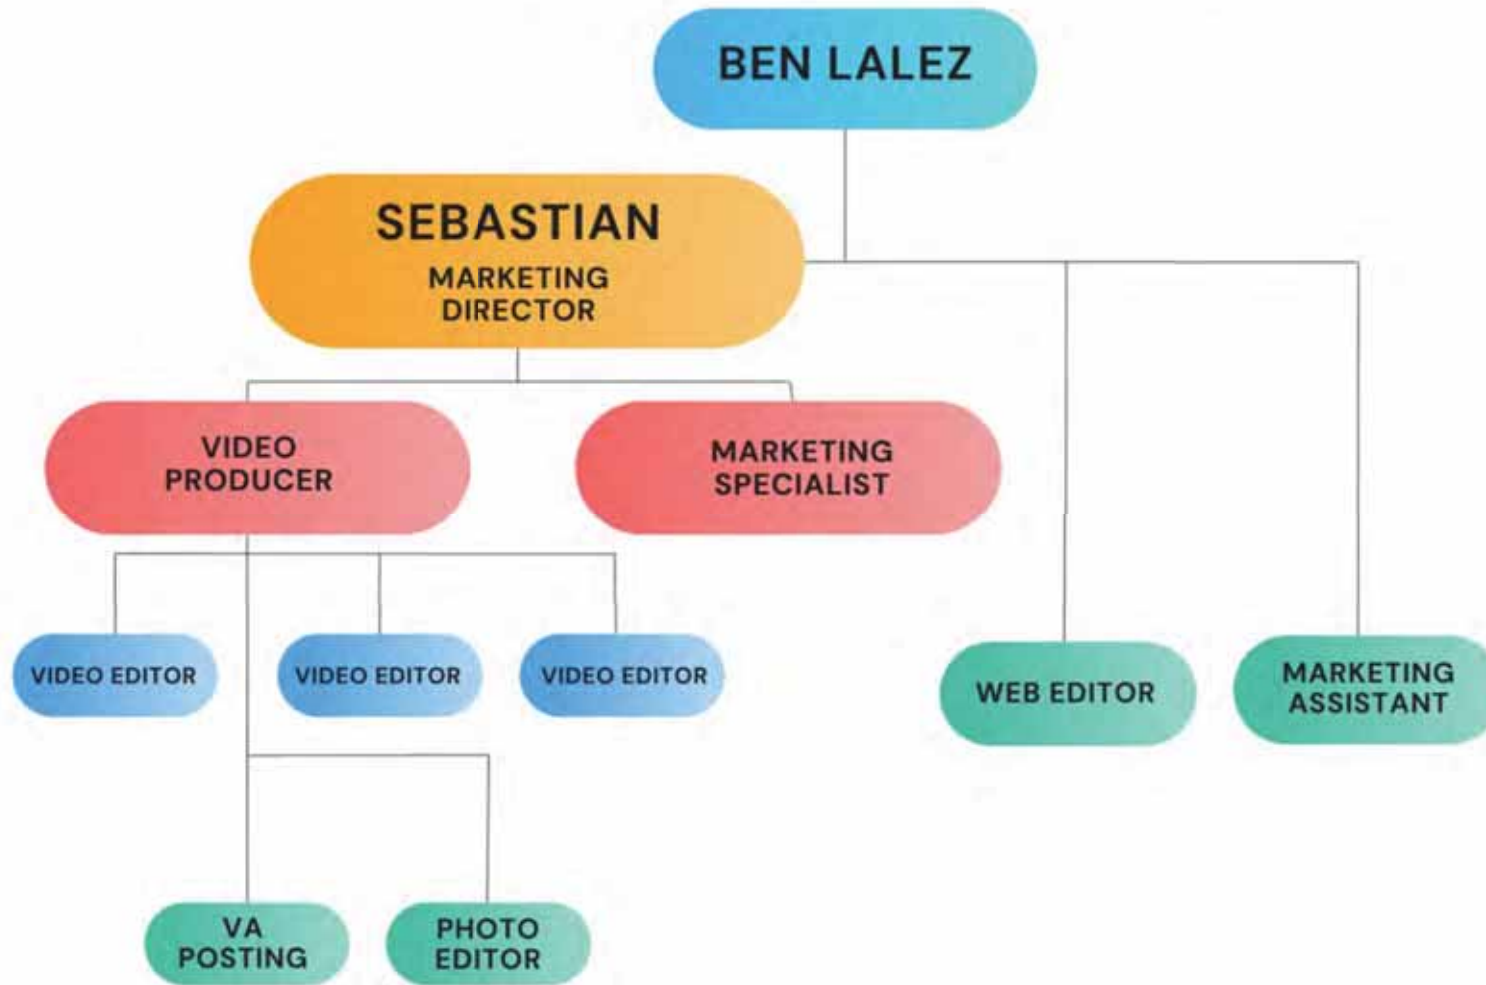 BEN LALEZ
SEBASTIAN
MARKETING
DIRECTOR
VIDEO
PRODUCER
MARKETING
SPECIALIST
VIDEO EDITOR
VIDEO EDITOR
VIDEO EDITOR
WEB EDITOR
MARKETING
ASSISTANT
VA
POSTING
PHOTO
EDITOR